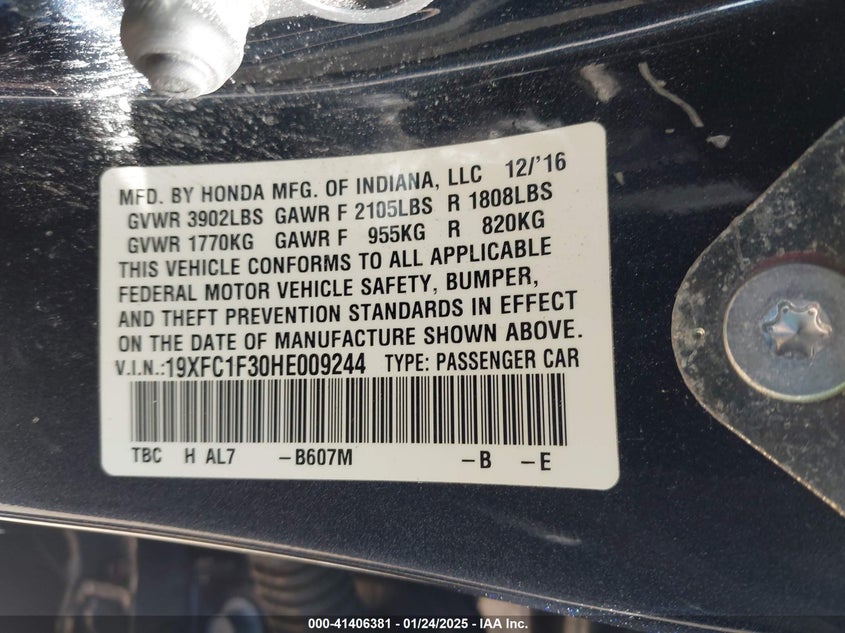 MFD. BY HONDA MFG. OF INDIANA, LLC 12/'16
GVWR 3902LBS GAWR F 2105LBS R 1808LBS
GVWR 1770KG GAWR F 955KG R 820KG
THIS VEHICLE CONFORMS TO ALL APPLICABLE
FEDERAL MOTOR VEHICLE SAFETY, BUMPER,
AND THEFT PREVENTION STANDARDS IN EFFECT
ON THE DATE OF MANUFACTURE SHOWN ABOVE.
V.I.N.:19XFC1F30HE009244 TYPE: PASSENGER CAR
TBC H AL7 -B607M -B -E
000-41406381 - 01/24/2025 - IAA Inc.